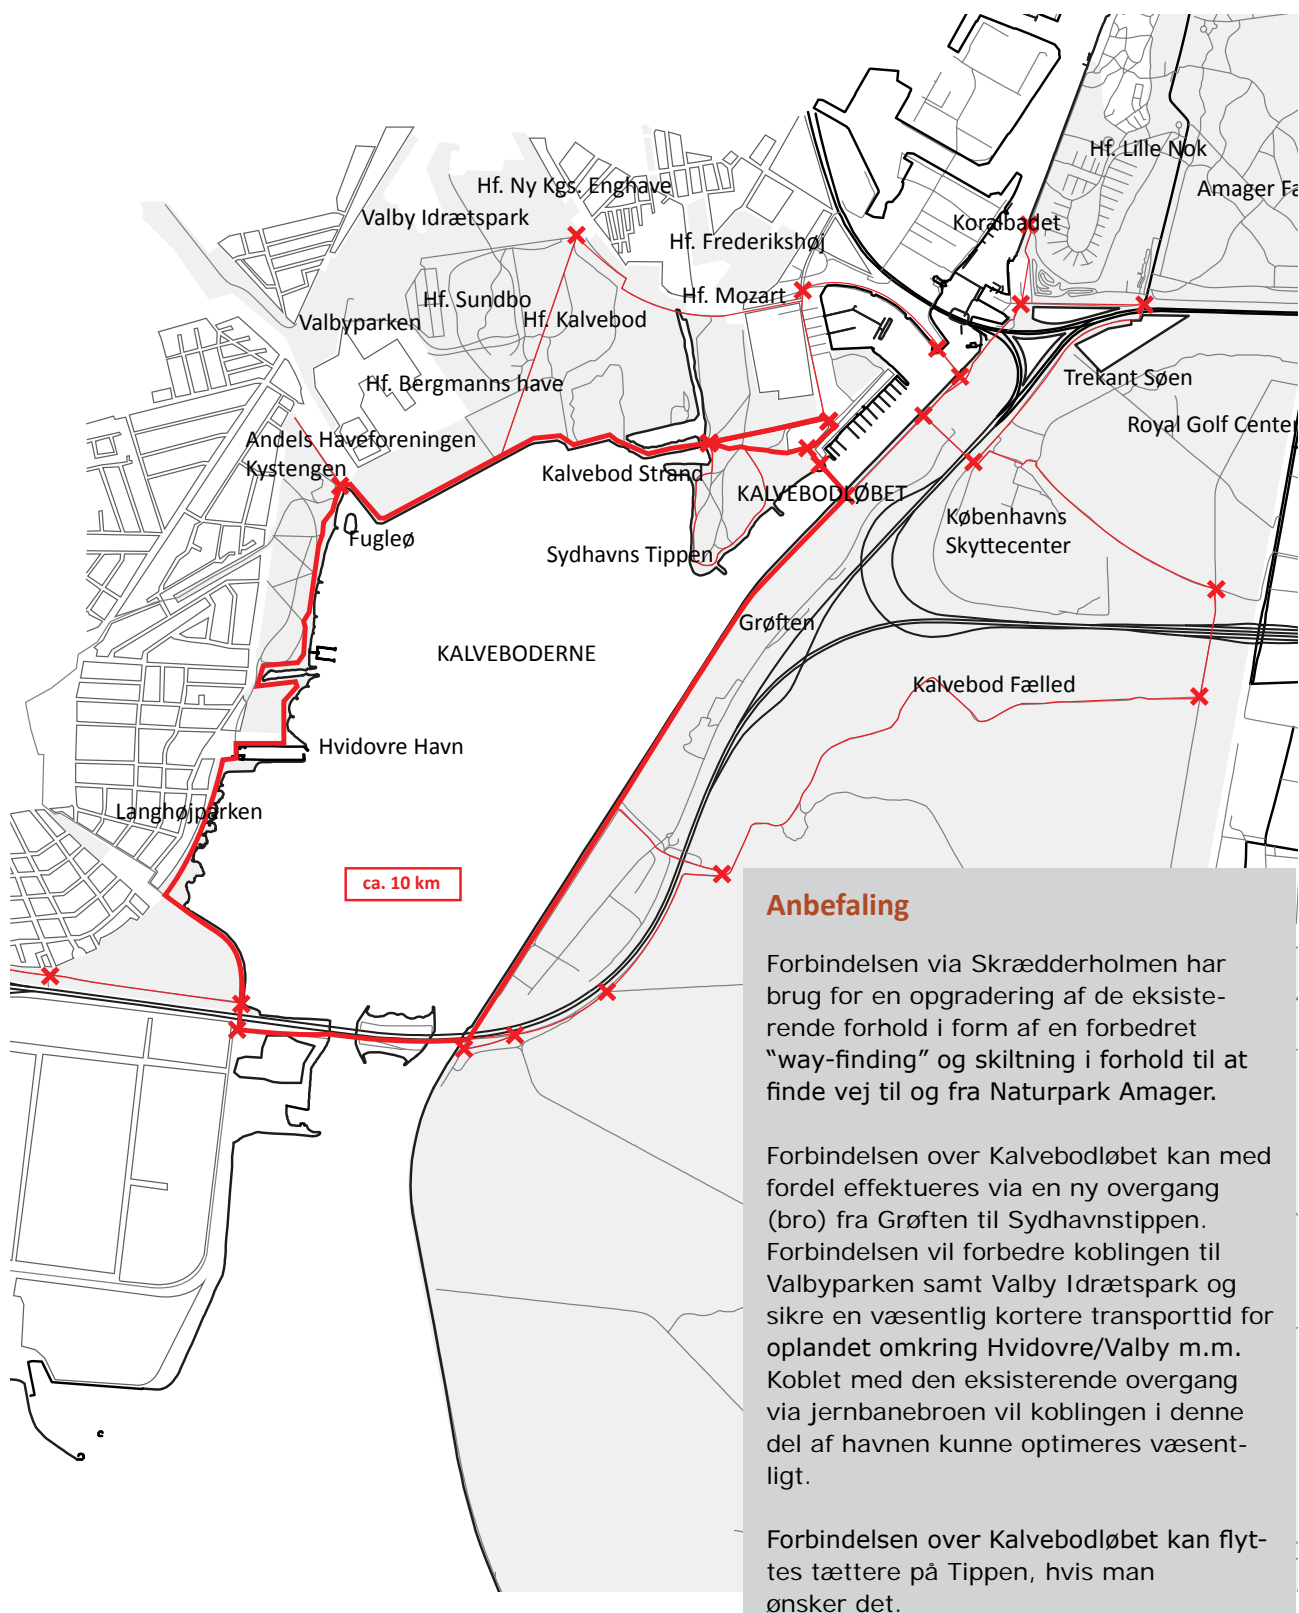 Hf. Lille Nok
Hf. Ny Kgs. Enghave
Amager Fa
Valby Idrætspark
Koralbadet
Hf. Frederikshøj
Hf. Mozart
Hf. Sundbo
Hf. Kalvebod
Valbyparken
Trekant Søen
Hf. Bergmanns have
Royal Golf Center
Andels Haveforeningen
Kystengen
Kalvebod Strand
KALVEBODLØBET
Københavns
Skyttecenter
Fugleø
Sydhavns Tippen
Grøften
KALVEBODERNE
Kalvebod Fælled
Hvidovre Havn
Langhøjparken
ca. 10 km
Anbefaling
Forbindelsen via Skrædderholmen har
brug for en opgradering af de eksiste-
rende forhold i form af en forbedret
“way-finding” og skiltning i forhold til at
finde vej til og fra Naturpark Amager.
Forbindelsen over Kalvebodløbet kan med
fordel effektueres via en ny overgang
(bro) fra Grøften til Sydhavnstippen.
Forbindelsen vil forbedre koblingen til
Valbyparken samt Valby Idrætspark og
sikre en væsentlig kortere transporttid for
oplandet omkring Hvidovre/Valby m.m.
Koblet med den eksisterende overgang
via jernbanebroen vil koblingen i denne
del af havnen kunne optimeres væsent-
ligt.
Forbindelsen over Kalvebodløbet kan flyt-
tes tættere på Tippen, hvis man
ønsker det.